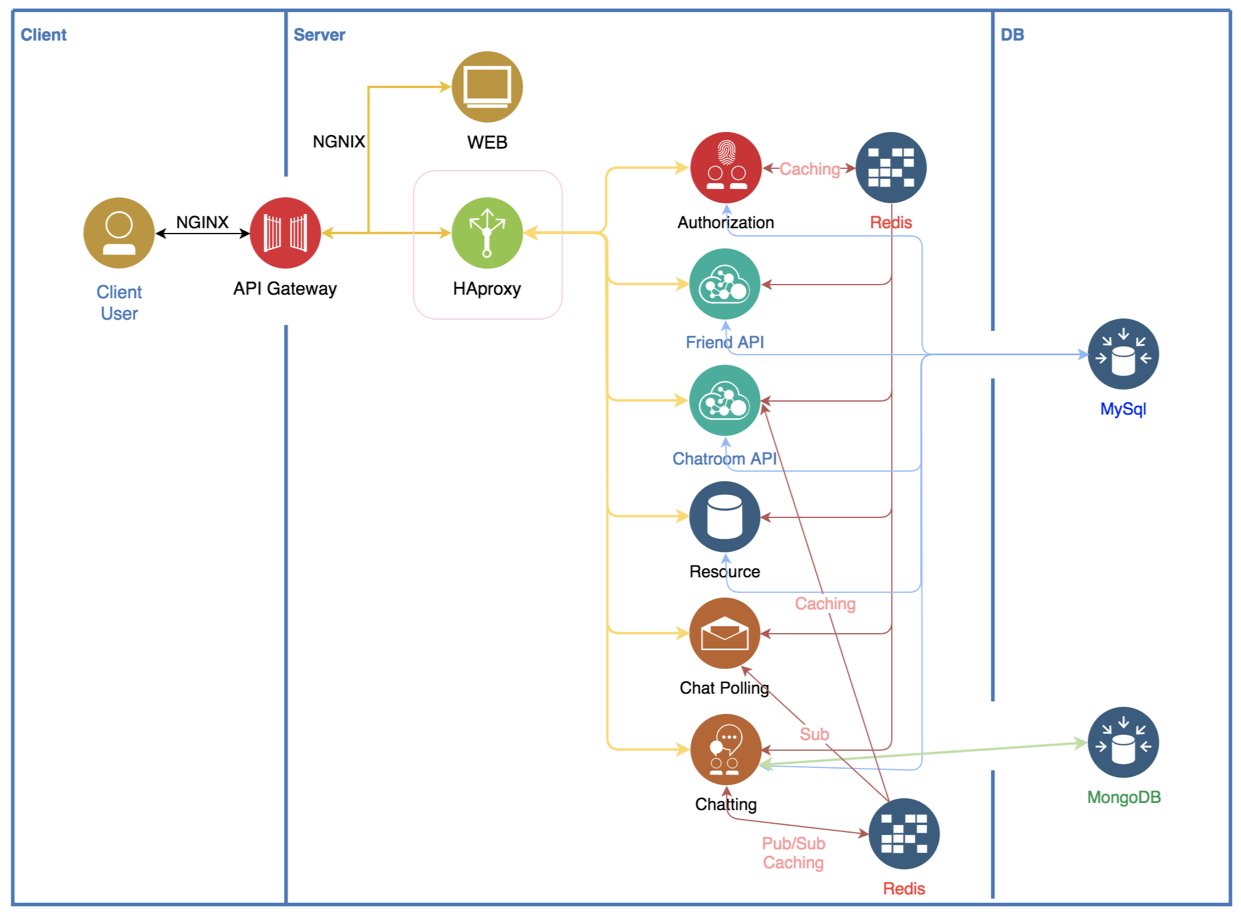 Client
Server
DB
NGNIX
WEB
Caching
NGINX
Authorization
Redis
API Gateway
HAproxy
Client
User
Friend API
MySql
Chatroom API
Resource
Caching
Chat Polling
Sub
MongoDB
Chatting
Pub/Sub
Caching
Redis